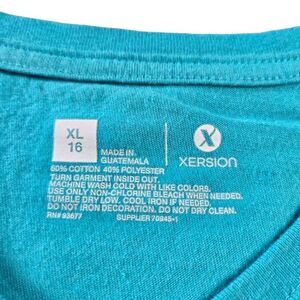 XL
16
MADE IN
GUATEMALA
XERSION
60% COTTON 40% POLYESTER
TURN GARMENT INSIDE OUT.
MACHINE WASH COLD WITH LIKE COLORS.
USE ONLY NON-CHLORINE BLEACH WHEN NEEDED.
TUMBLE DRY LOW. COOL IRON IF NEEDED.
DO NOT IRON DECORATION. DO NOT DRY CLEAN.
RN# 93677 SUPPLIER 70945-1